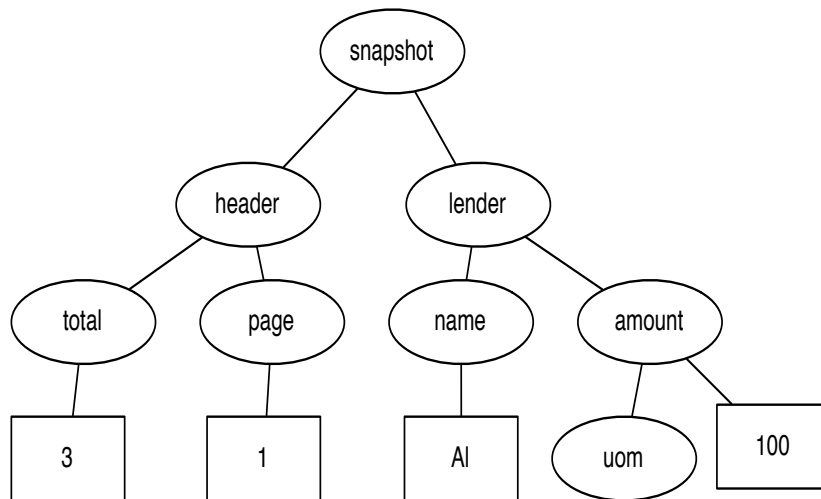 snapshot
header
lender
total
page
name
amount
3
1
Al
uom
100